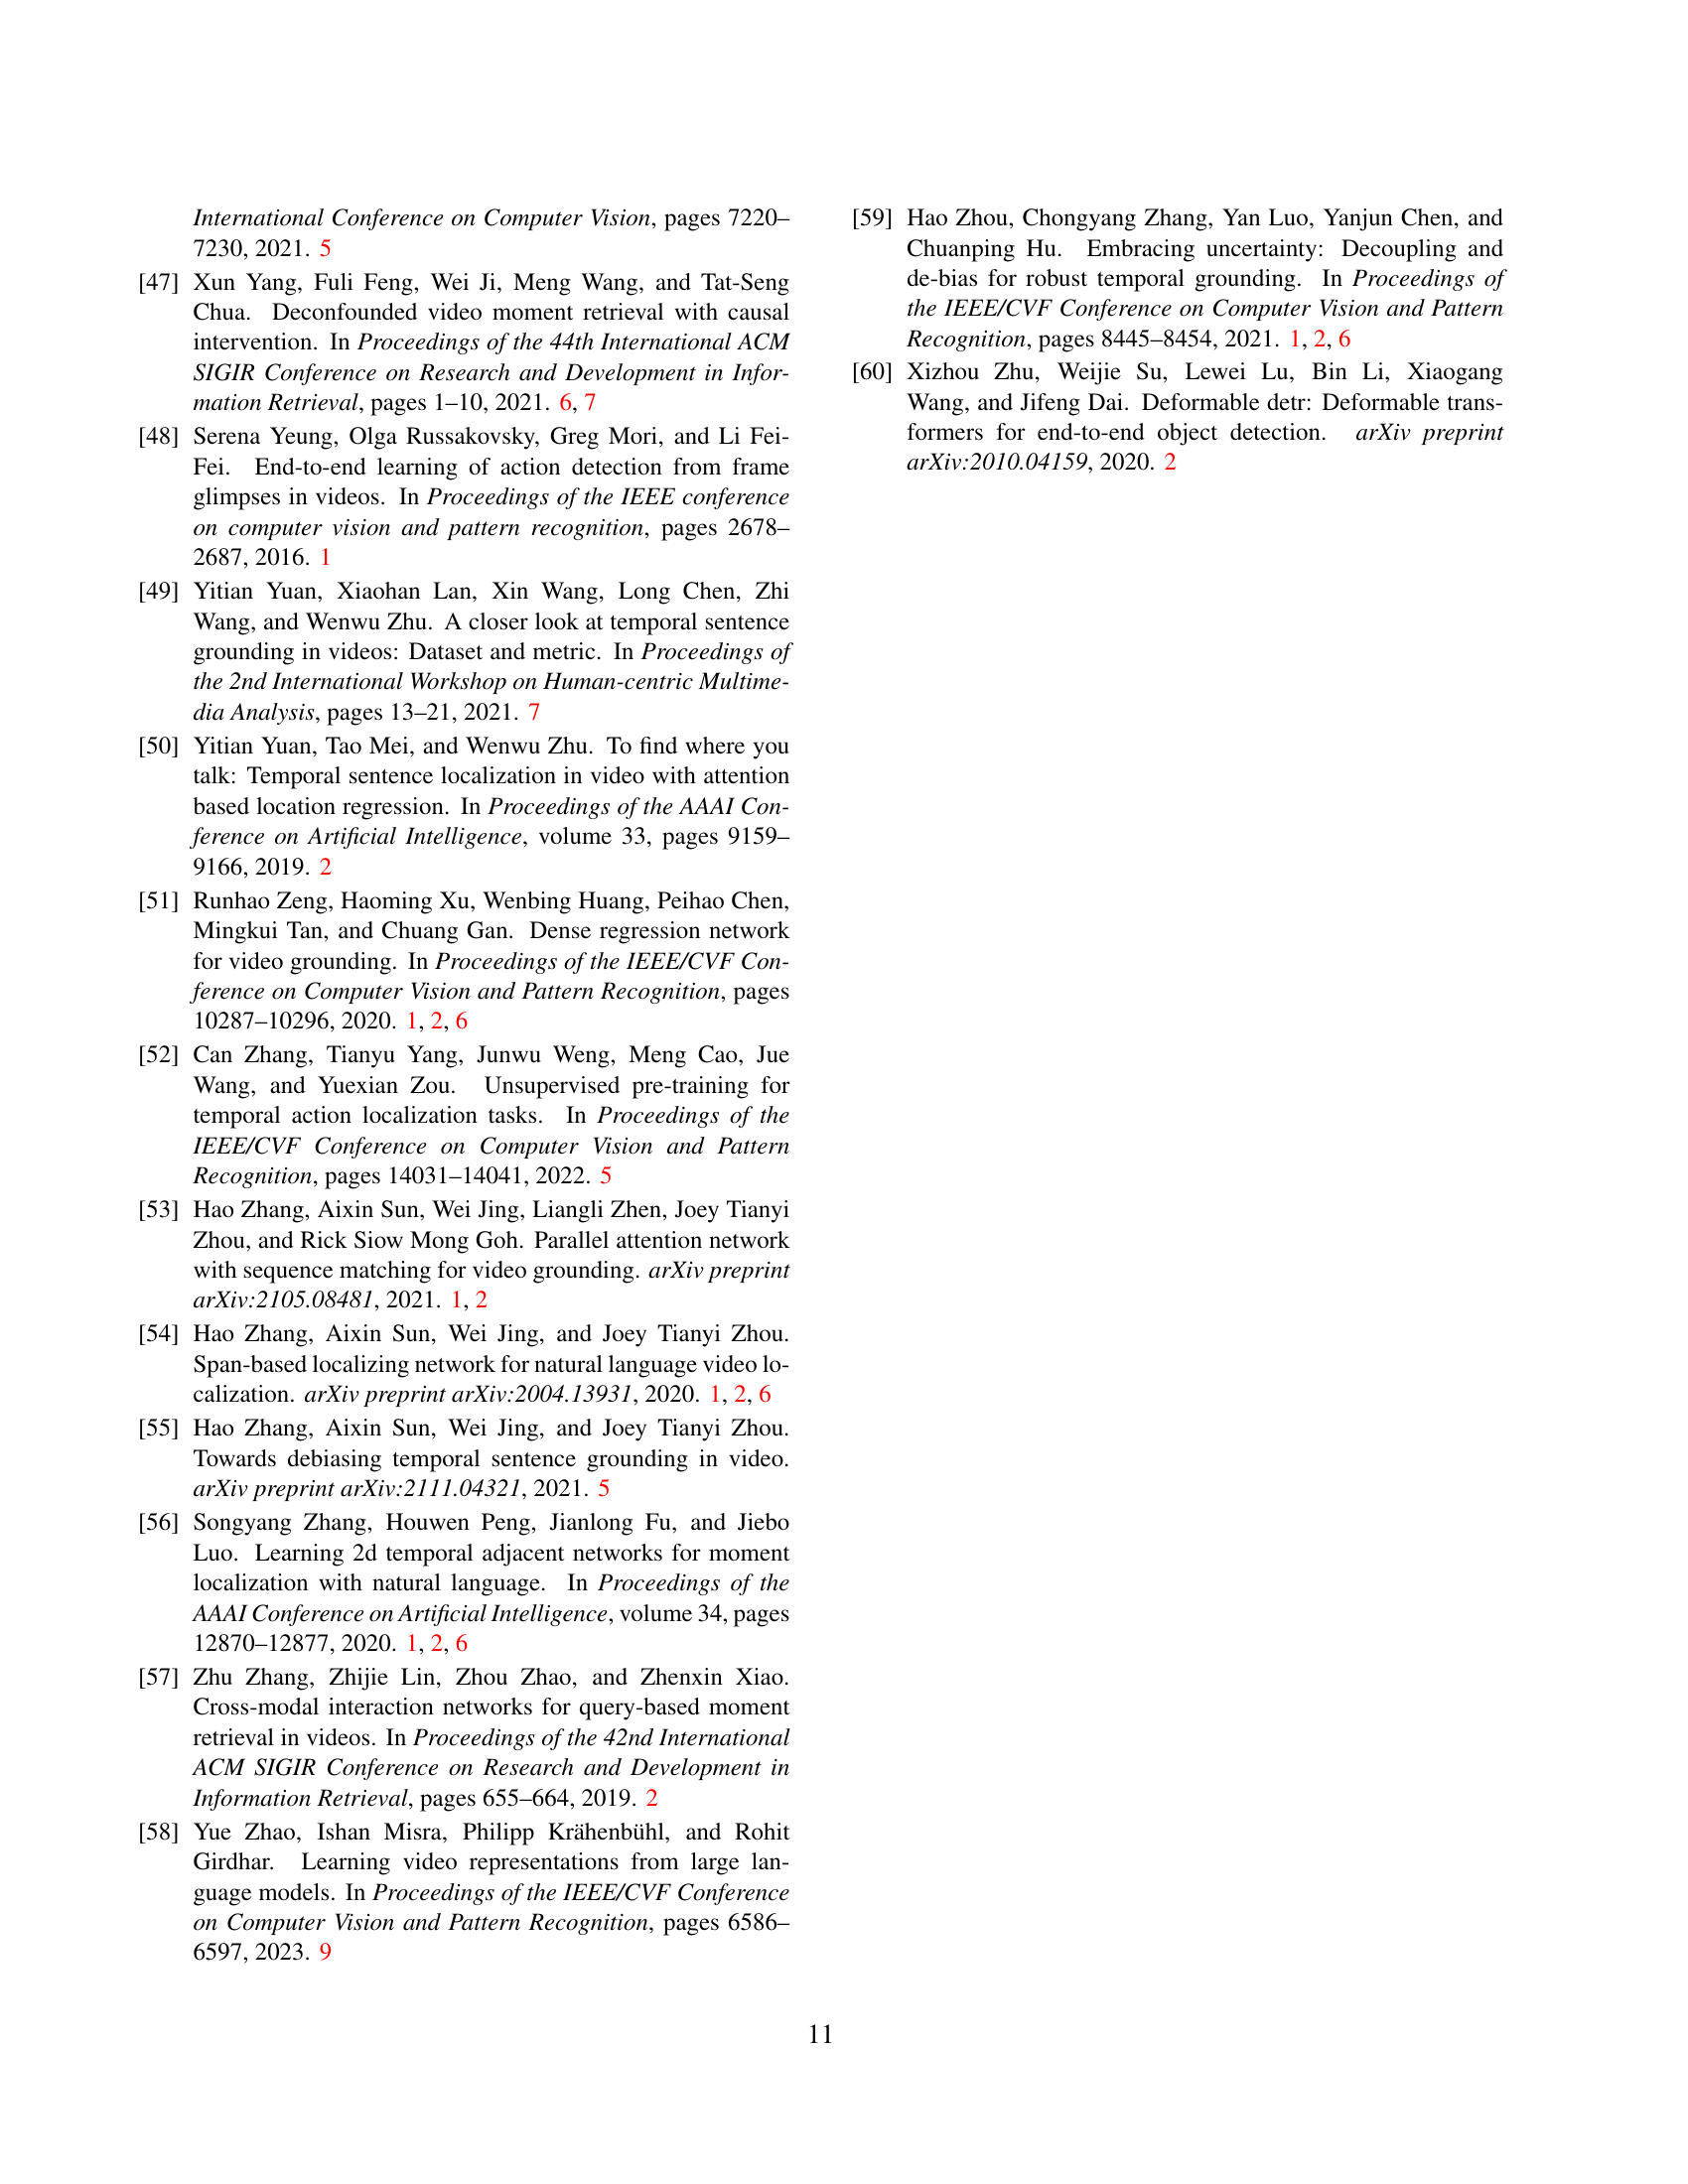 International Conference on Computer Vision, pages 7220–
7230, 2021. 5
[47] Xun Yang, Fuli Feng, Wei Ji, Meng Wang, and Tat-Seng
Chua. Deconfounded video moment retrieval with causal
intervention. In Proceedings of the 44th International ACM
SIGIR Conference on Research and Development in Infor-
mation Retrieval, pages 1–10, 2021. 6, 7
[48] Serena Yeung, Olga Russakovsky, Greg Mori, and Li Fei-
Fei. End-to-end learning of action detection from frame
glimpses in videos. In Proceedings of the IEEE conference
on computer vision and pattern recognition, pages 2678–
2687, 2016. 1
[49] Yitian Yuan, Xiaohan Lan, Xin Wang, Long Chen, Zhi
Wang, and Wenwu Zhu. A closer look at temporal sentence
grounding in videos: Dataset and metric. In Proceedings of
the 2nd International Workshop on Human-centric Multime-
dia Analysis, pages 13–21, 2021. 7
[50] Yitian Yuan, Tao Mei, and Wenwu Zhu. To find where you
talk: Temporal sentence localization in video with attention
based location regression. In Proceedings of the AAAI Con-
ference on Artificial Intelligence, volume 33, pages 9159–
9166, 2019. 2
[51] Runhao Zeng, Haoming Xu, Wenbing Huang, Peihao Chen,
Mingkui Tan, and Chuang Gan. Dense regression network
for video grounding. In Proceedings of the IEEE/CVF Con-
ference on Computer Vision and Pattern Recognition, pages
10287–10296, 2020. 1, 2, 6
[52] Can Zhang, Tianyu Yang, Junwu Weng, Meng Cao, Jue
Wang, and Yuexian Zou. Unsupervised pre-training for
temporal action localization tasks. In Proceedings of the
IEEE/CVF Conference on Computer Vision and Pattern
Recognition, pages 14031–14041, 2022. 5
[53] Hao Zhang, Aixin Sun, Wei Jing, Liangli Zhen, Joey Tianyi
Zhou, and Rick Siow Mong Goh. Parallel attention network
with sequence matching for video grounding. arXiv preprint
arXiv:2105.08481, 2021. 1, 2
[54] Hao Zhang, Aixin Sun, Wei Jing, and Joey Tianyi Zhou.
Span-based localizing network for natural language video lo-
calization. arXiv preprint arXiv:2004.13931, 2020. 1, 2, 6
[55] Hao Zhang, Aixin Sun, Wei Jing, and Joey Tianyi Zhou.
Towards debiasing temporal sentence grounding in video.
arXiv preprint arXiv:2111.04321, 2021. 5
[56] Songyang Zhang, Houwen Peng, Jianlong Fu, and Jiebo
Luo. Learning 2d temporal adjacent networks for moment
localization with natural language. In Proceedings of the
AAAI Conference on Artificial Intelligence, volume 34, pages
12870–12877, 2020. 1, 2, 6
[57] Zhu Zhang, Zhijie Lin, Zhou Zhao, and Zhenxin Xiao.
Cross-modal interaction networks for query-based moment
retrieval in videos. In Proceedings of the 42nd International
ACM SIGIR Conference on Research and Development in
Information Retrieval, pages 655–664, 2019. 2
[58] Yue Zhao, Ishan Misra, Philipp Krähenbühl, and Rohit
Girdhar. Learning video representations from large lan-
guage models. In Proceedings of the IEEE/CVF Conference
on Computer Vision and Pattern Recognition, pages 6586–
6597, 2023. 9
[59] Hao Zhou, Chongyang Zhang, Yan Luo, Yanjun Chen, and
Chuanping Hu. Embracing uncertainty: Decoupling and
de-bias for robust temporal grounding. In Proceedings of
the IEEE/CVF Conference on Computer Vision and Pattern
Recognition, pages 8445–8454, 2021. 1, 2, 6
[60] Xizhou Zhu, Weijie Su, Lewei Lu, Bin Li, Xiaogang
Wang, and Jifeng Dai. Deformable detr: Deformable trans-
formers for end-to-end object detection. arXiv preprint
arXiv:2010.04159, 2020. 2
11